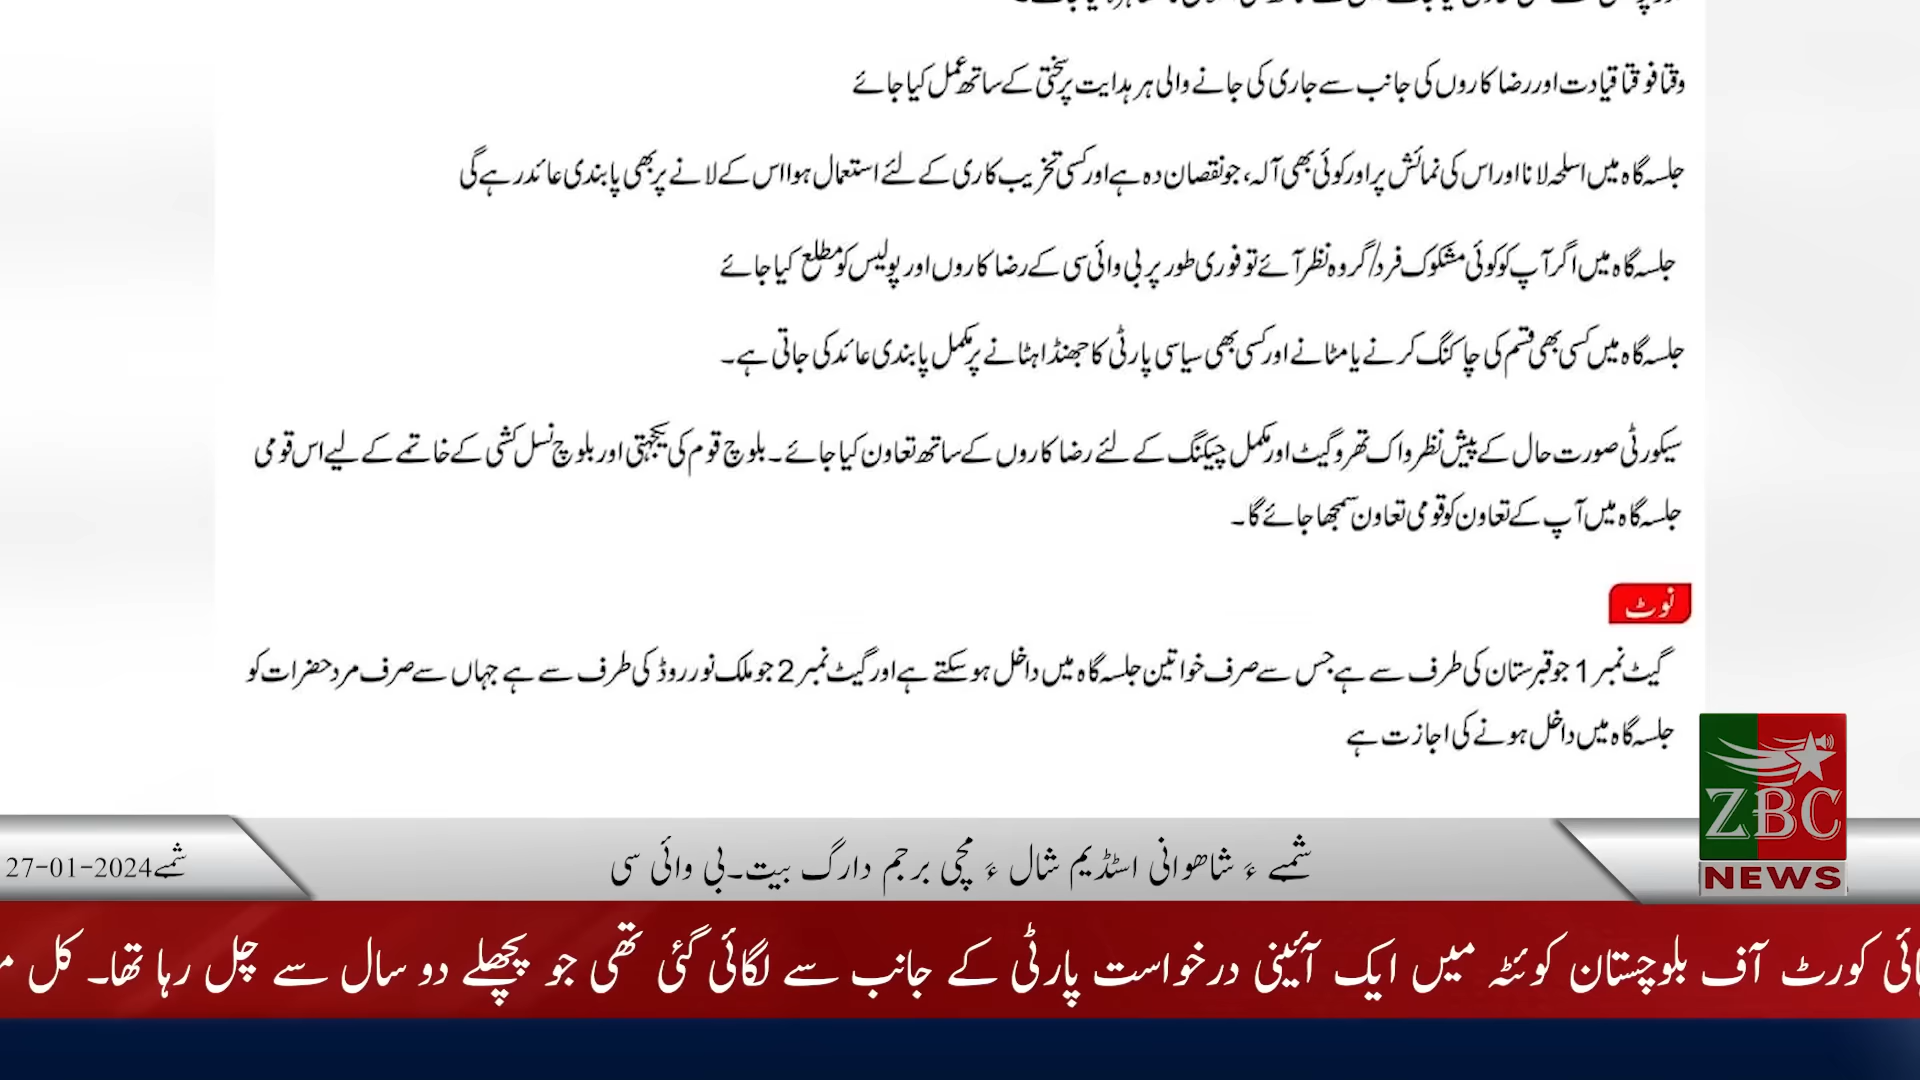 وقتا فوقتا قیادت اور رضا کاروں کی جانب سے جاری کی جانے والی ہر ہدایت پر سختی کے ساتھ عمل کیا جائے
جلسہ گاہ میں اسلحہ لانا اور اس کی نمائش پر اور کوئی بھی آلہ، جو نقصان دہ ہے اور کسی تخریب کاری کے لئے استعمال ہوا اس کے لانے پر بھی پابندی عائد رہے گی
جلسہ گاہ میں اگر آپ کو کوئی مشکوک فرد/گروہ نظر آئے تو فوری طور پر بی وائی سی کے رضا کاروں اور پولیس کو مطلع کیا جائے
جلسہ گاہ میں کسی بھی قسم کی چاکنگ کرنے یا مٹانے اور کسی بھی سیاسی پارٹی کا جھنڈا ہٹانے پر مکمل پابندی عائد کی جاتی ہے۔
سیکورٹی صورت حال کے پیش نظر واک تھرو گیٹ اور مکمل چیکنگ کے لئے رضا کاروں کے ساتھ تعاون کیا جائے۔ بلوچ قوم کی یکجہتی اور بلوچ نسل کشی کے خاتمے کے لیے اس قومی
جلسہ گاہ میں آپ کے تعاون کو قومی تعاون سمجھا جائے گا۔
نوٹ
گیٹ نمبر 1 جو قبرستان کی طرف سے ہے جس سے صرف خواتین جلسہ گاہ میں داخل ہو سکتے ہے اور گیٹ نمبر 2 جو ملک نور روڈ کی طرف سے ہے جہاں سے صرف مرد حضرات کو
جلسہ گاہ میں داخل ہونے کی اجازت ہے
ZBC
NEWS
شمبے ءَ شاھوانی اسٹڈیم شال ءَ مچی برجم دارگ بیت۔بی وائی سی
شمبے 27-01-2024
کورٹ آف بلوچستان کوئٹہ میں ایک آئینی درخواست پارٹی کے جانب سے لگائی گئی تھی جو پچھلے دو سال سے چل رہا تھا۔ کل